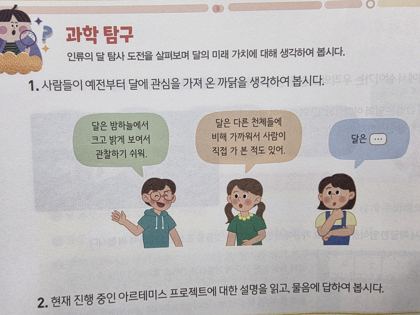 과학 탐구
인류의 달 탐사 도전을 살펴보며 달의 미래 가치에 대해 생각하여 봅시다.
1. 사람들이 예전부터 달에 관심을 가져 온 까닭을 생각하여 봅시다.
달은 밤하늘에서
크고 밝게 보여서
관찰하기 쉬워.
달은 다른 천체들에
비해 가까워서 사람이
직접 가 본 적도 있어.
달은 ...
2. 현재 진행 중인 아르테미스 프로젝트에 대한 설명을 읽고, 물음에 답하여 봅시다.